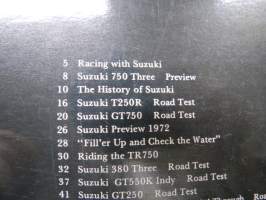 5 Racing with Suzuki
8 Suzuki 750 Three Preview
10 The History of Suzuki
16 Suzuki T250R Road Test
20 Suzuki GT750 Road Test
26 Suzuki Preview 1972
28 "Fill'er Up and Check the Water"
30 Riding the TR750
32 Suzuki 380 Three Road Test
37 Suzuki GT550K Indy Road Test
41 Suzuki GT250 Road Test
Road Test